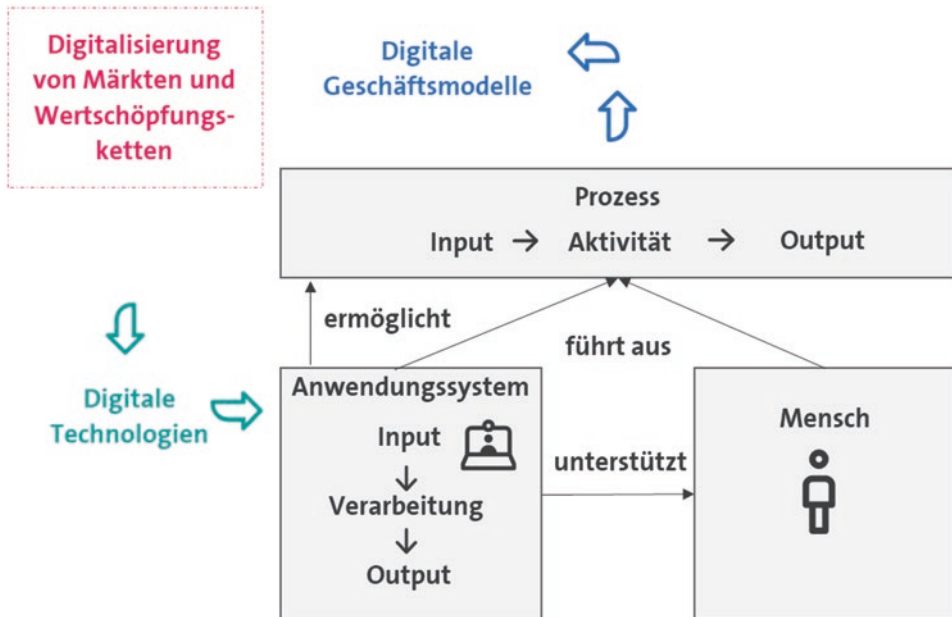 Digitalisierung
von Märkten und
Wertschöpfungs-
ketten
Digitale
Geschäftsmodelle
Prozess
Input → Aktivität → Output
ermöglicht
führt aus
Digitale
Technologien
Anwendungssystem
Input
↓
Verarbeitung
↓
Output
unterstützt
Mensch